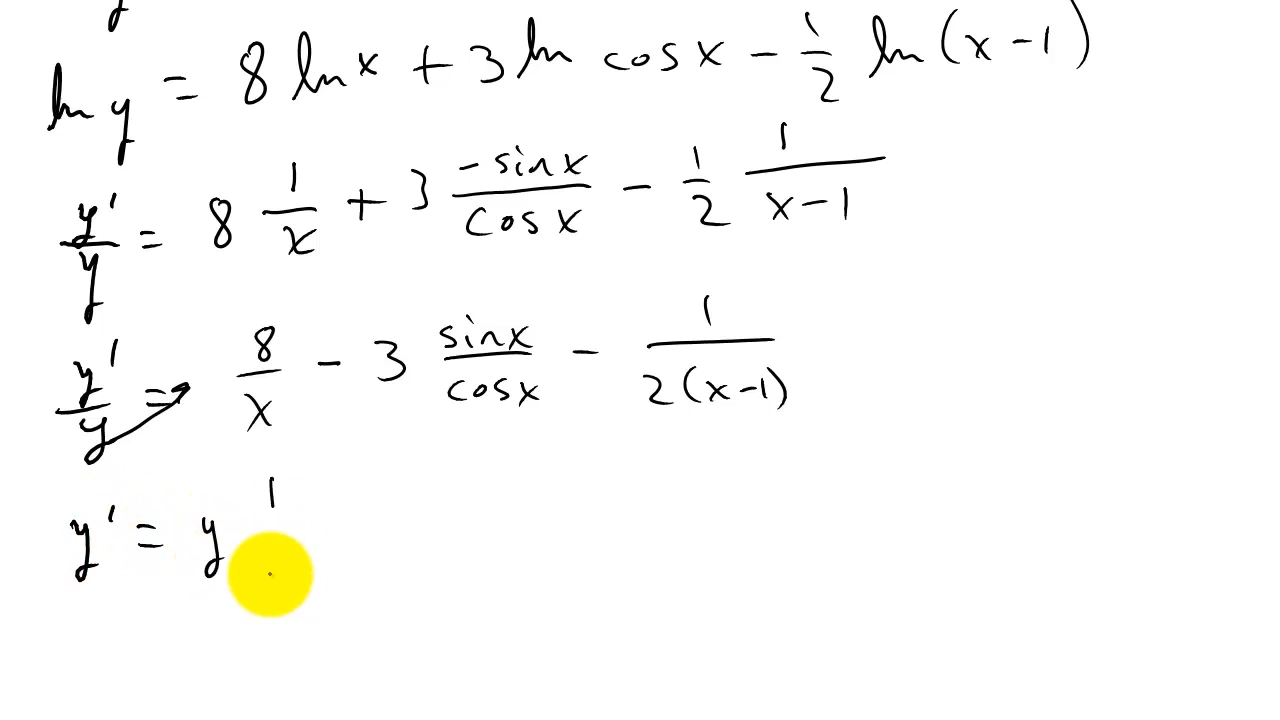 y
ln y = 8 ln x + 3 ln cos x - 1/2 ln (x - 1)
y'/y = 8 1/x + 3 -sin x/cos x - 1/2 1/x-1
y'/y = 8/x - 3 sin x/cos x - 1/2(x-1)
y' = y